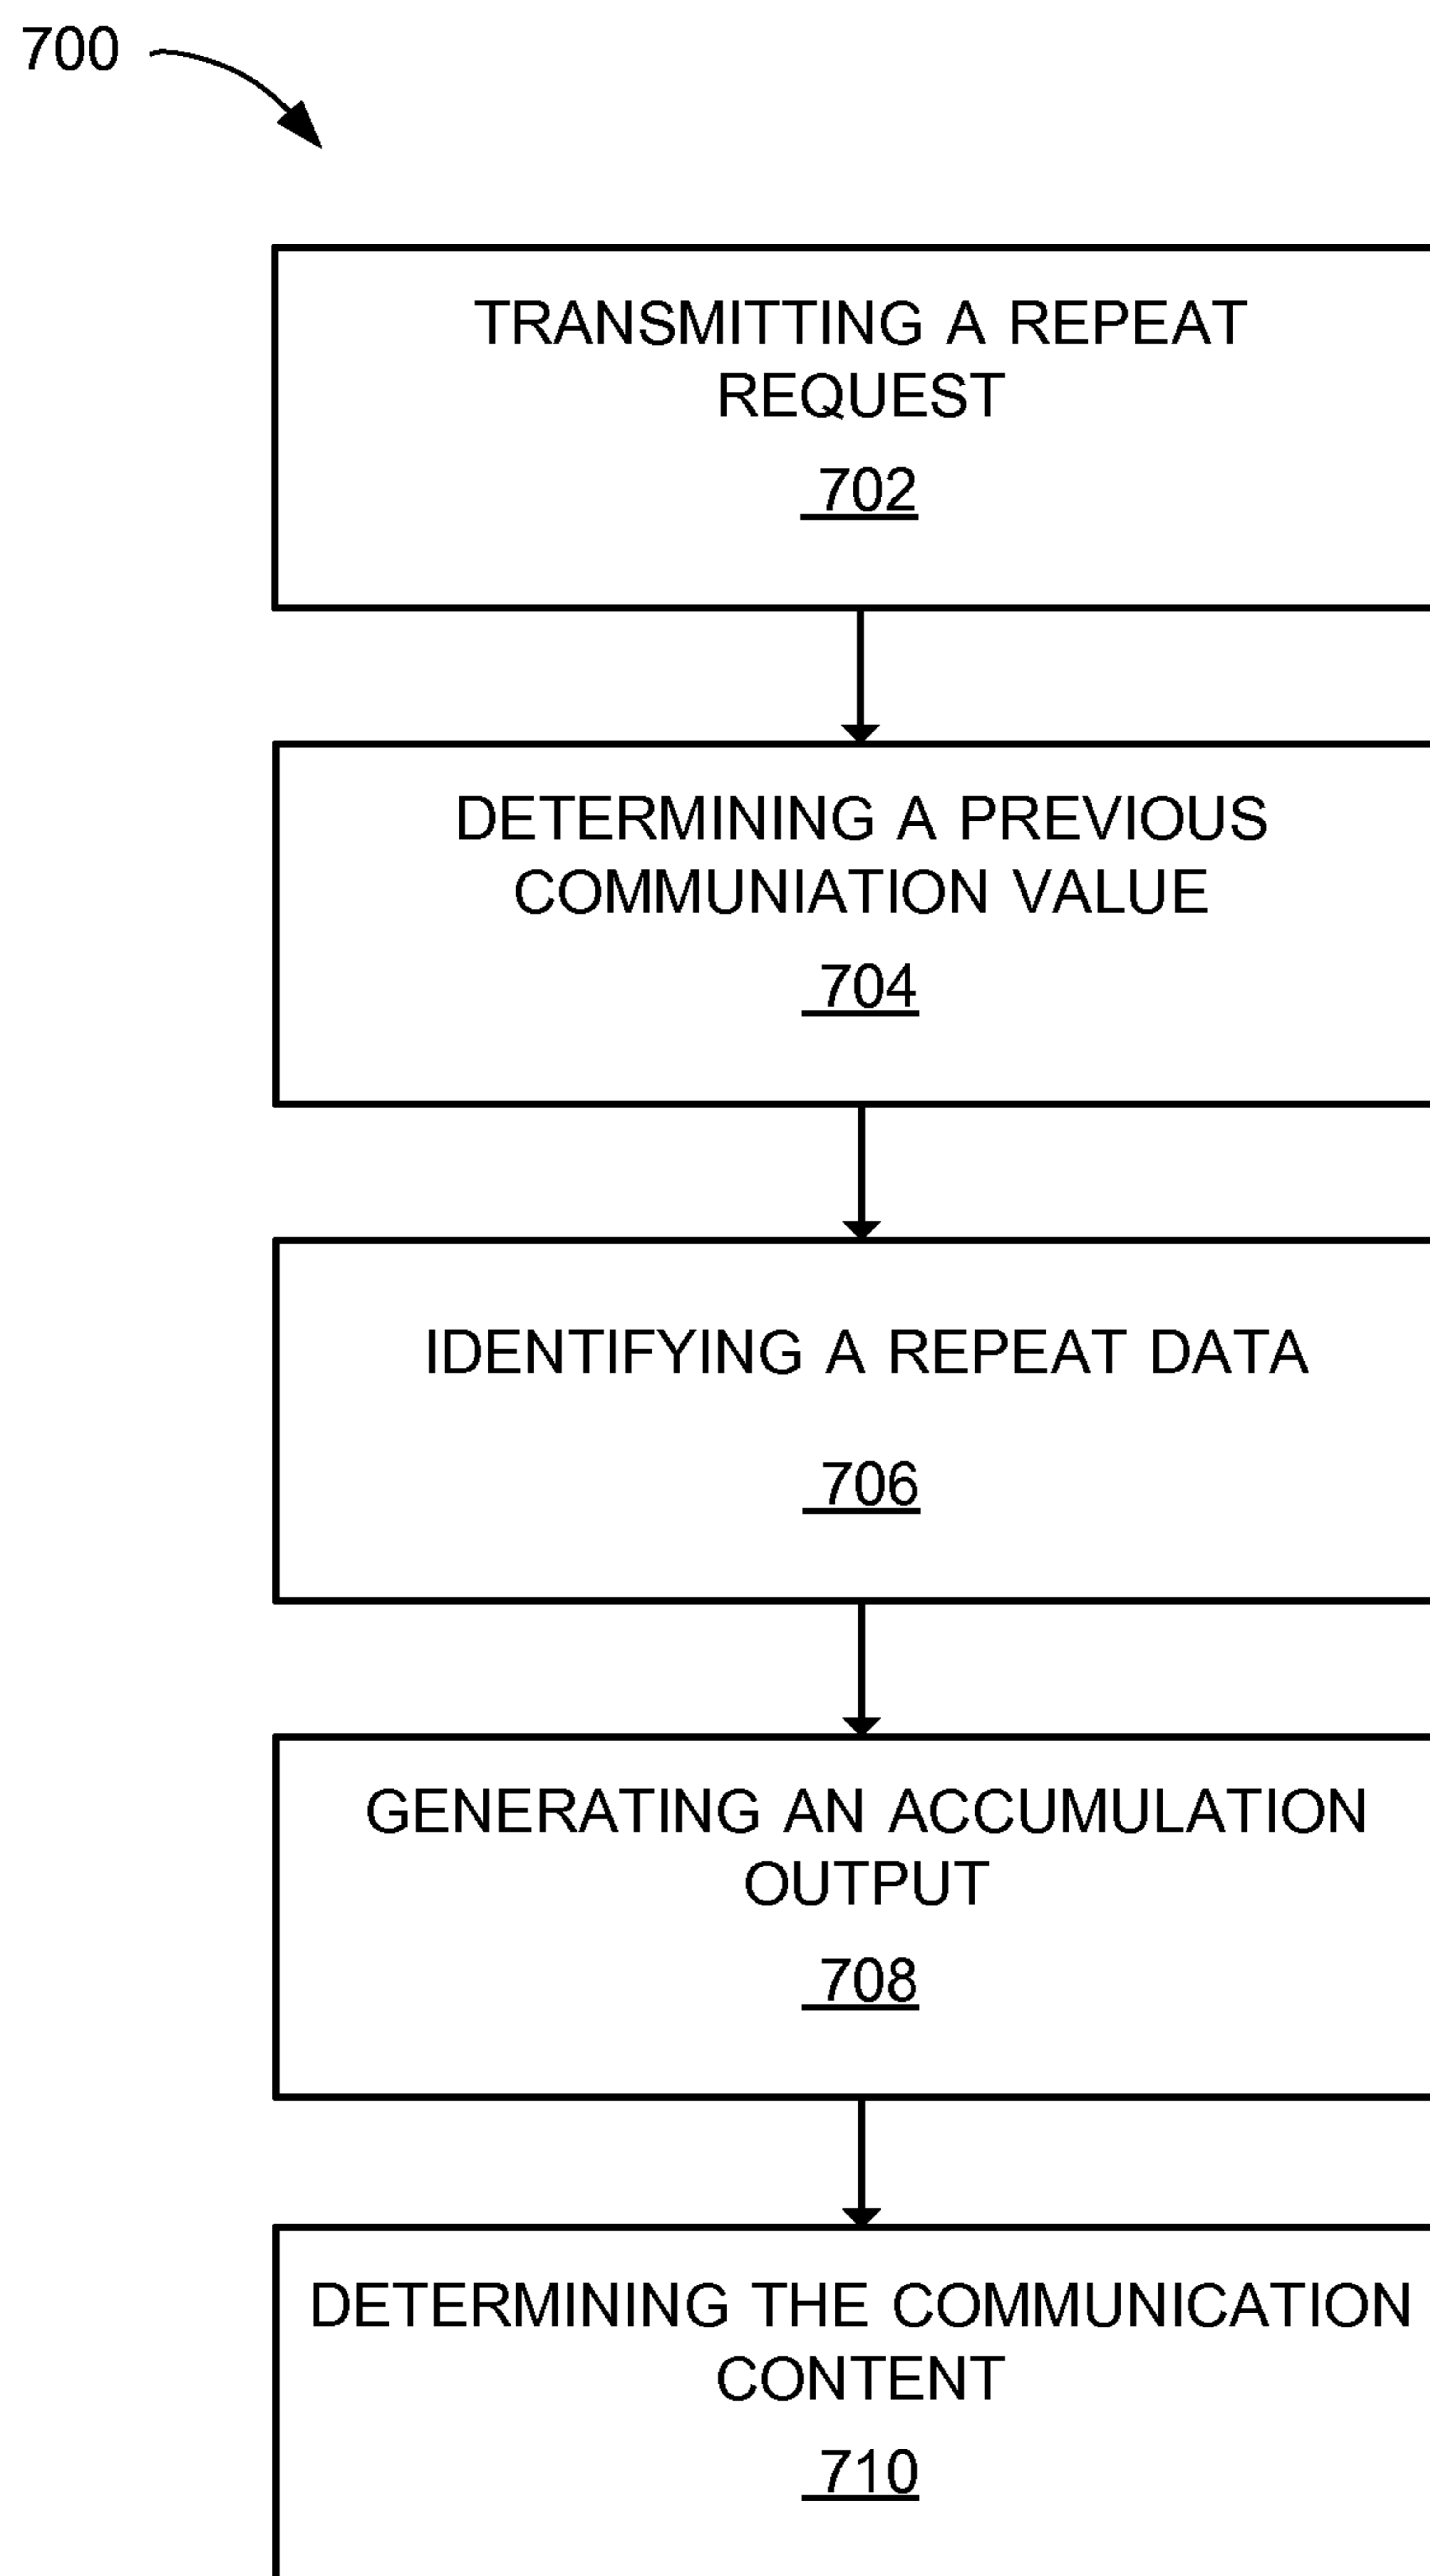 700
TRANSMITTING A REPEAT
REQUEST
702
DETERMINING A PREVIOUS
COMMUNIATION VALUE
704
IDENTIFYING A REPEAT DATA
706
GENERATING AN ACCUMULATION
OUTPUT
708
DETERMINING THE COMMUNICATION
CONTENT
710